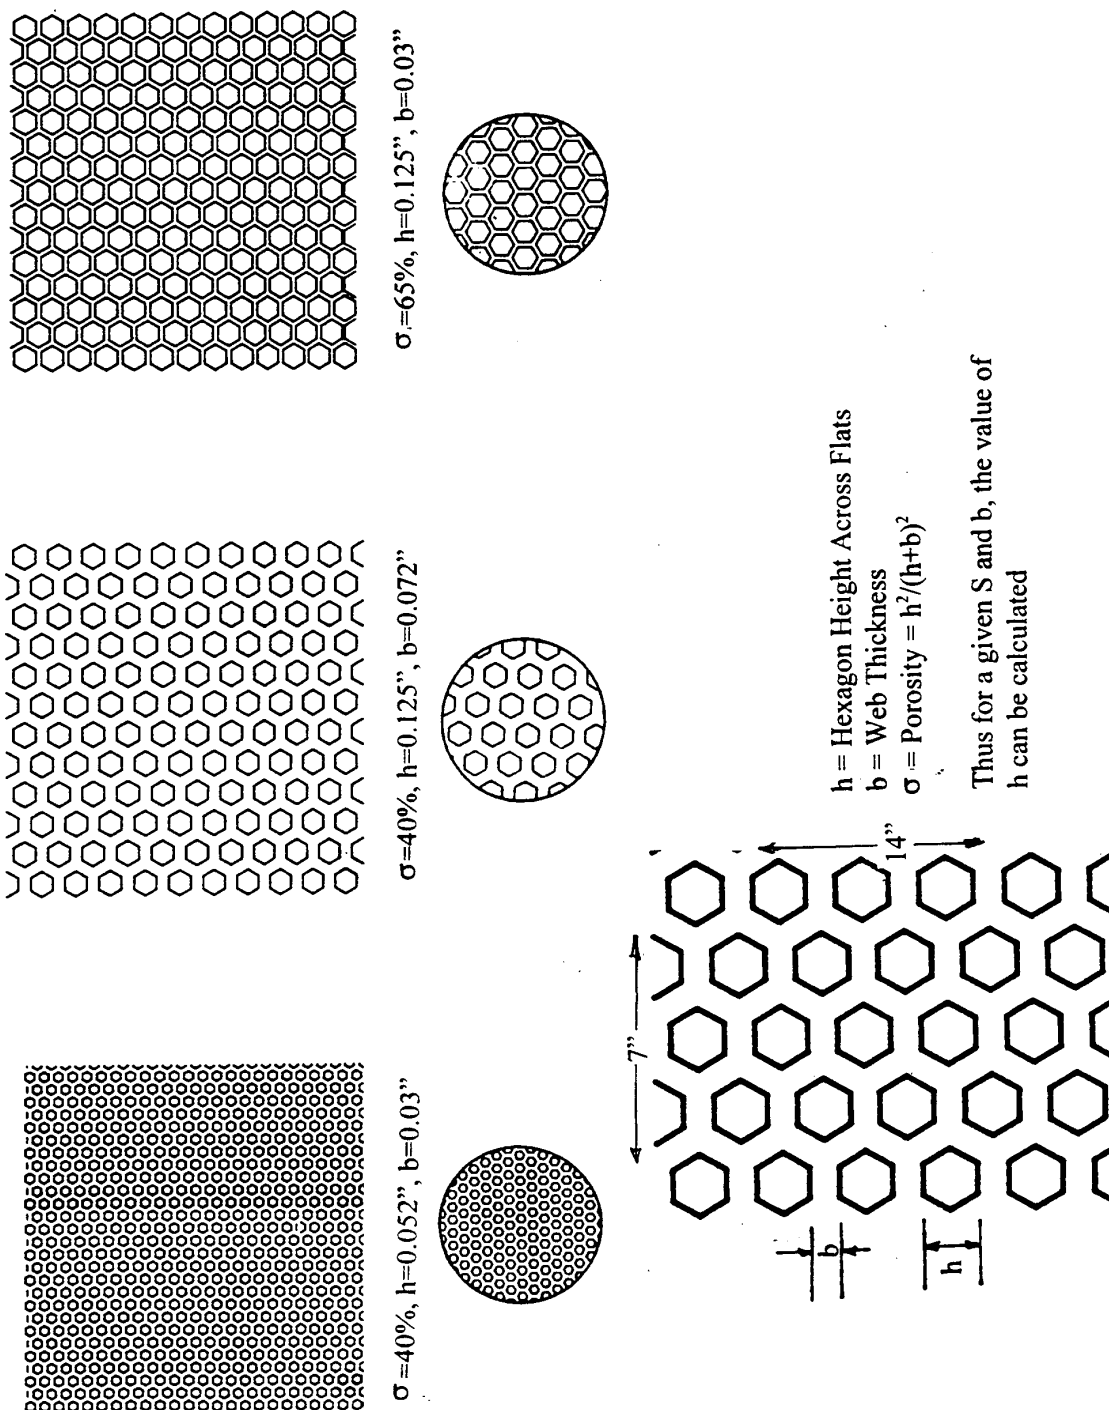 σ=40%, h=0.052”, b=0.03”
σ=40%, h=0.125”, b=0.072”
σ=65%, h=0.125”, b=0.03”
7”
14”
b
h
h = Hexagon Height Across Flats
b = Web Thickness
σ = Porosity = h²/(h+b)²
Thus for a given S and b, the value of
h can be calculated